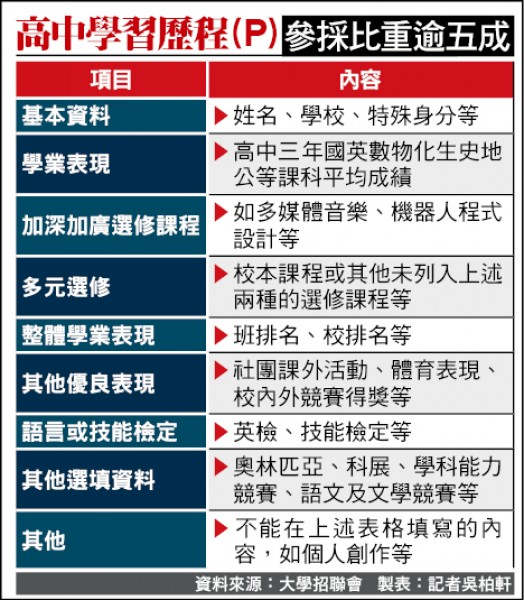 高中學習歷程(P) 參採比重逾五成
項目 內容
基本資料 ▶姓名、學校、特殊身分等
學業表現 ▶高中三年國英數物化生史地
公等課科平均成績
加深加廣選修課程 ▶如多媒體音樂、機器人程式
設計等
多元選修 ▶校本課程或其他未列入上述
兩種的選修課程等
整體學業表現 ▶班排名、校排名等
其他優良表現 ▶社團課外活動、體育表現、
校內外競賽得獎等
語言或技能檢定 ▶英檢、技能檢定等
其他選填資料 ▶奧林匹亞、科展、學科能力
競賽、語文及文學競賽等
其他 ▶不能在上述表格填寫的內
容，如個人創作等
資料來源：大學招聯會 製表：記者吳柏軒